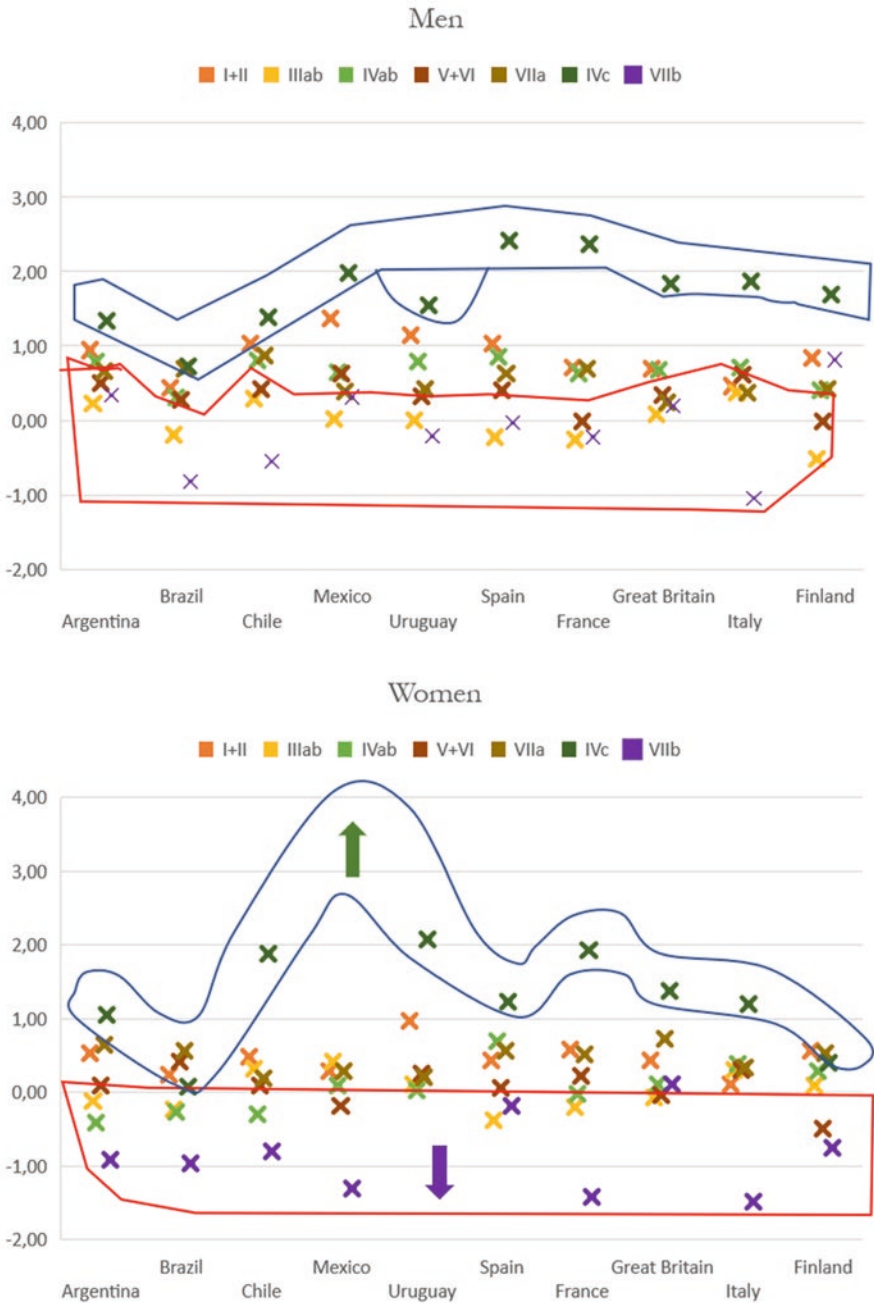 Men
I+II IIIab IVab V+VI VIIa IVc VIIb
4,00
3,00
2,00
1,00
0,00
-1,00
-2,00
Brazil Mexico Spain Great Britain Finland
Argentina Chile Uruguay France Italy
Women
I+II IIIab IVab V+VI VIIa IVc VIIb
4,00
3,00
2,00
1,00
0,00
-1,00
-2,00
Brazil Mexico Spain Great Britain Finland
Argentina Chile Uruguay France Italy